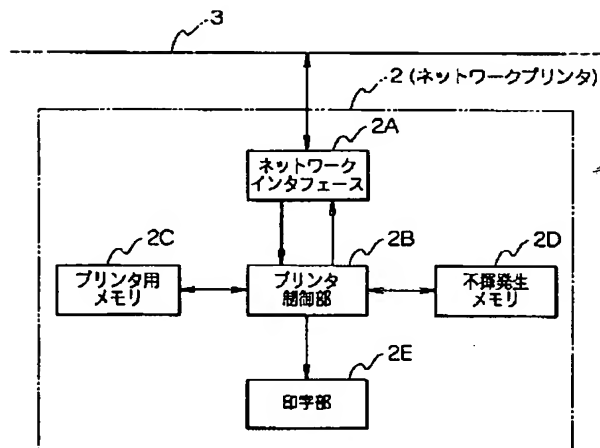 3
2 (ネットワークプリンタ)
2A
ネットワーク
インタフェース
2C
2B
2D
プリンタ用
メモリ
プリンタ
制御部
不揮発生
メモリ
2E
印字部